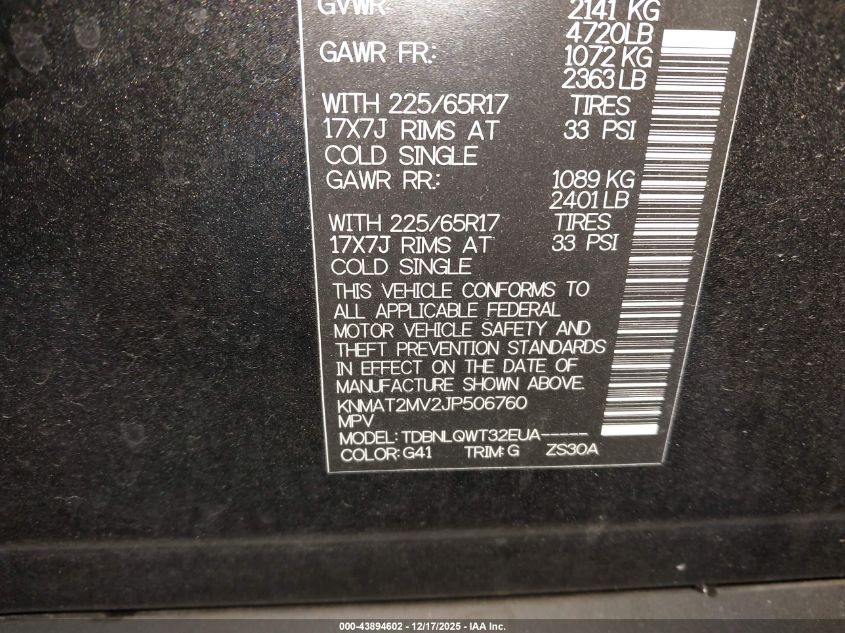 GVWR 2141 KG
4720LB
GAWR FR: 1072 KG
2363 LB
WITH 225/65R17 TIRES
17X7J RIMS AT 33 PSI
COLD SINGLE
GAWR RR: 1089 KG
2401 LB
WITH 225/65R17 TIRES
17X7J RIMS AT 33 PSI
COLD SINGLE
THIS VEHICLE CONFORMS TO
ALL APPLICABLE FEDERAL
MOTOR VEHICLE SAFETY AND
THEFT PREVENTION STANDARDS
IN EFFECT ON THE DATE OF
MANUFACTURE SHOWN ABOVE.
KNMAT2MV2JP506760
MPV
MODEL: TDBNLQWT32EUA-----
COLOR: G41 TRIM: G ZS30A
000-43894602 - 12/17/2025 - IAA Inc.